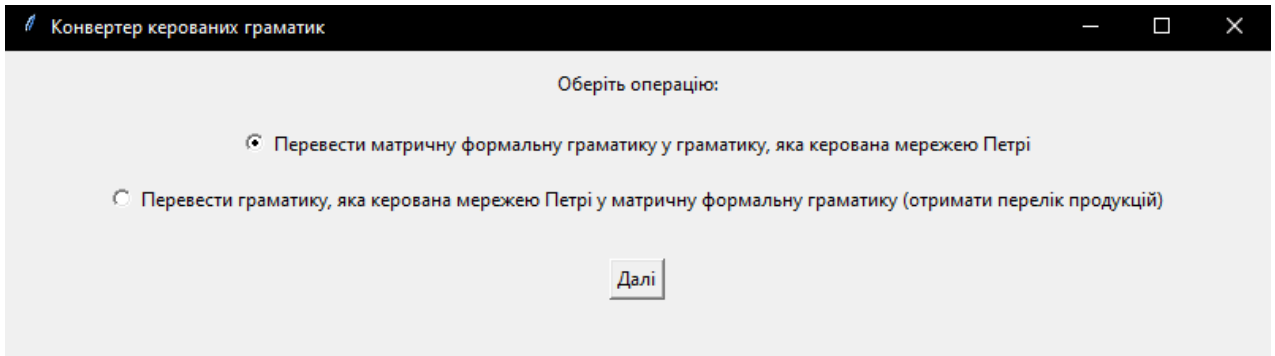 Конвертер керованих граматик
Оберіть операцію:
Перевести матричну формальну граматику у граматику, яка керована мережею Петрі
Перевести граматику, яка керована мережею Петрі у матричну формальну граматику (отримати перелік продукцій)
Далі